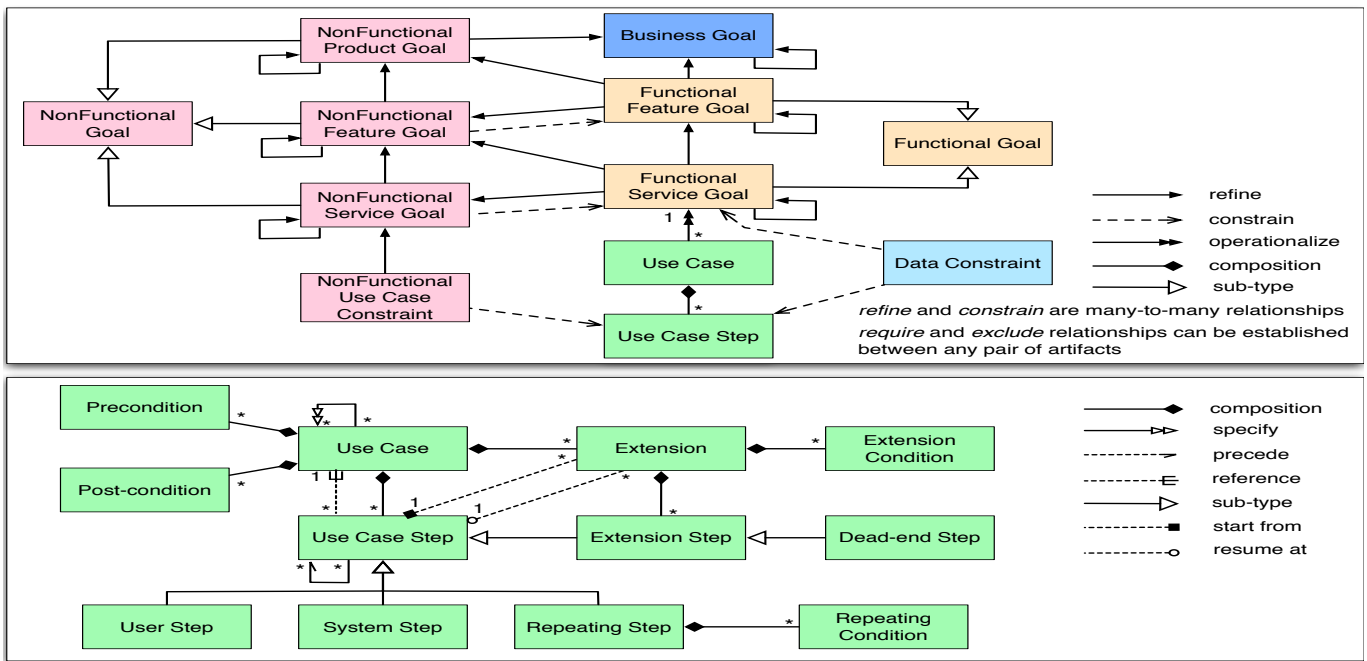 NonFunctional
Product Goal
Business Goal
NonFunctional
Goal
NonFunctional
Feature Goal
Functional
Feature Goal
Functional Goal
NonFunctional
Service Goal
Functional
Service Goal
1
*
refine
constrain
operationalize
composition
sub-type
NonFunctional
Use Case
Constraint
Use Case
Data Constraint
*
Use Case Step
refine and constrain are many-to-many relationships
require and exclude relationships can be established
between any pair of artifacts
Precondition
*
*
*
Use Case
*
*
Extension
*
Extension
Condition
Post-condition
*
1
*
*
1
1
*
*
Use Case Step
Extension Step
Dead-end Step
*
*
User Step
System Step
Repeating Step
*
Repeating
Condition
composition
specify
precede
reference
sub-type
start from
resume at